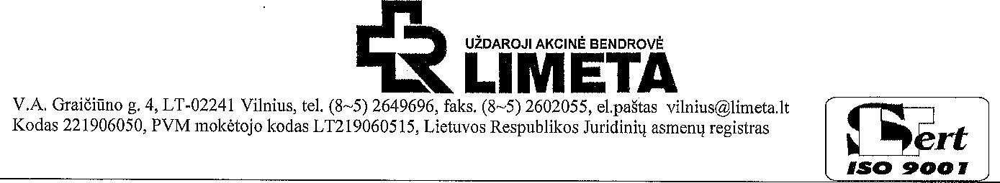 UŽDAROJI AKCINĖ BENDROVĖ
LIMETA
V.A. Graičiūno g. 4, LT-02241 Vilnius, tel. (8~5) 2649696, faks. (8~5) 2602055, el.paštas vilnius@limeta.lt
Kodas 221906050, PVM mokėtojo kodas LT219060515, Lietuvos Respublikos Juridinių asmenų registras
LT Sert
ISO 9001